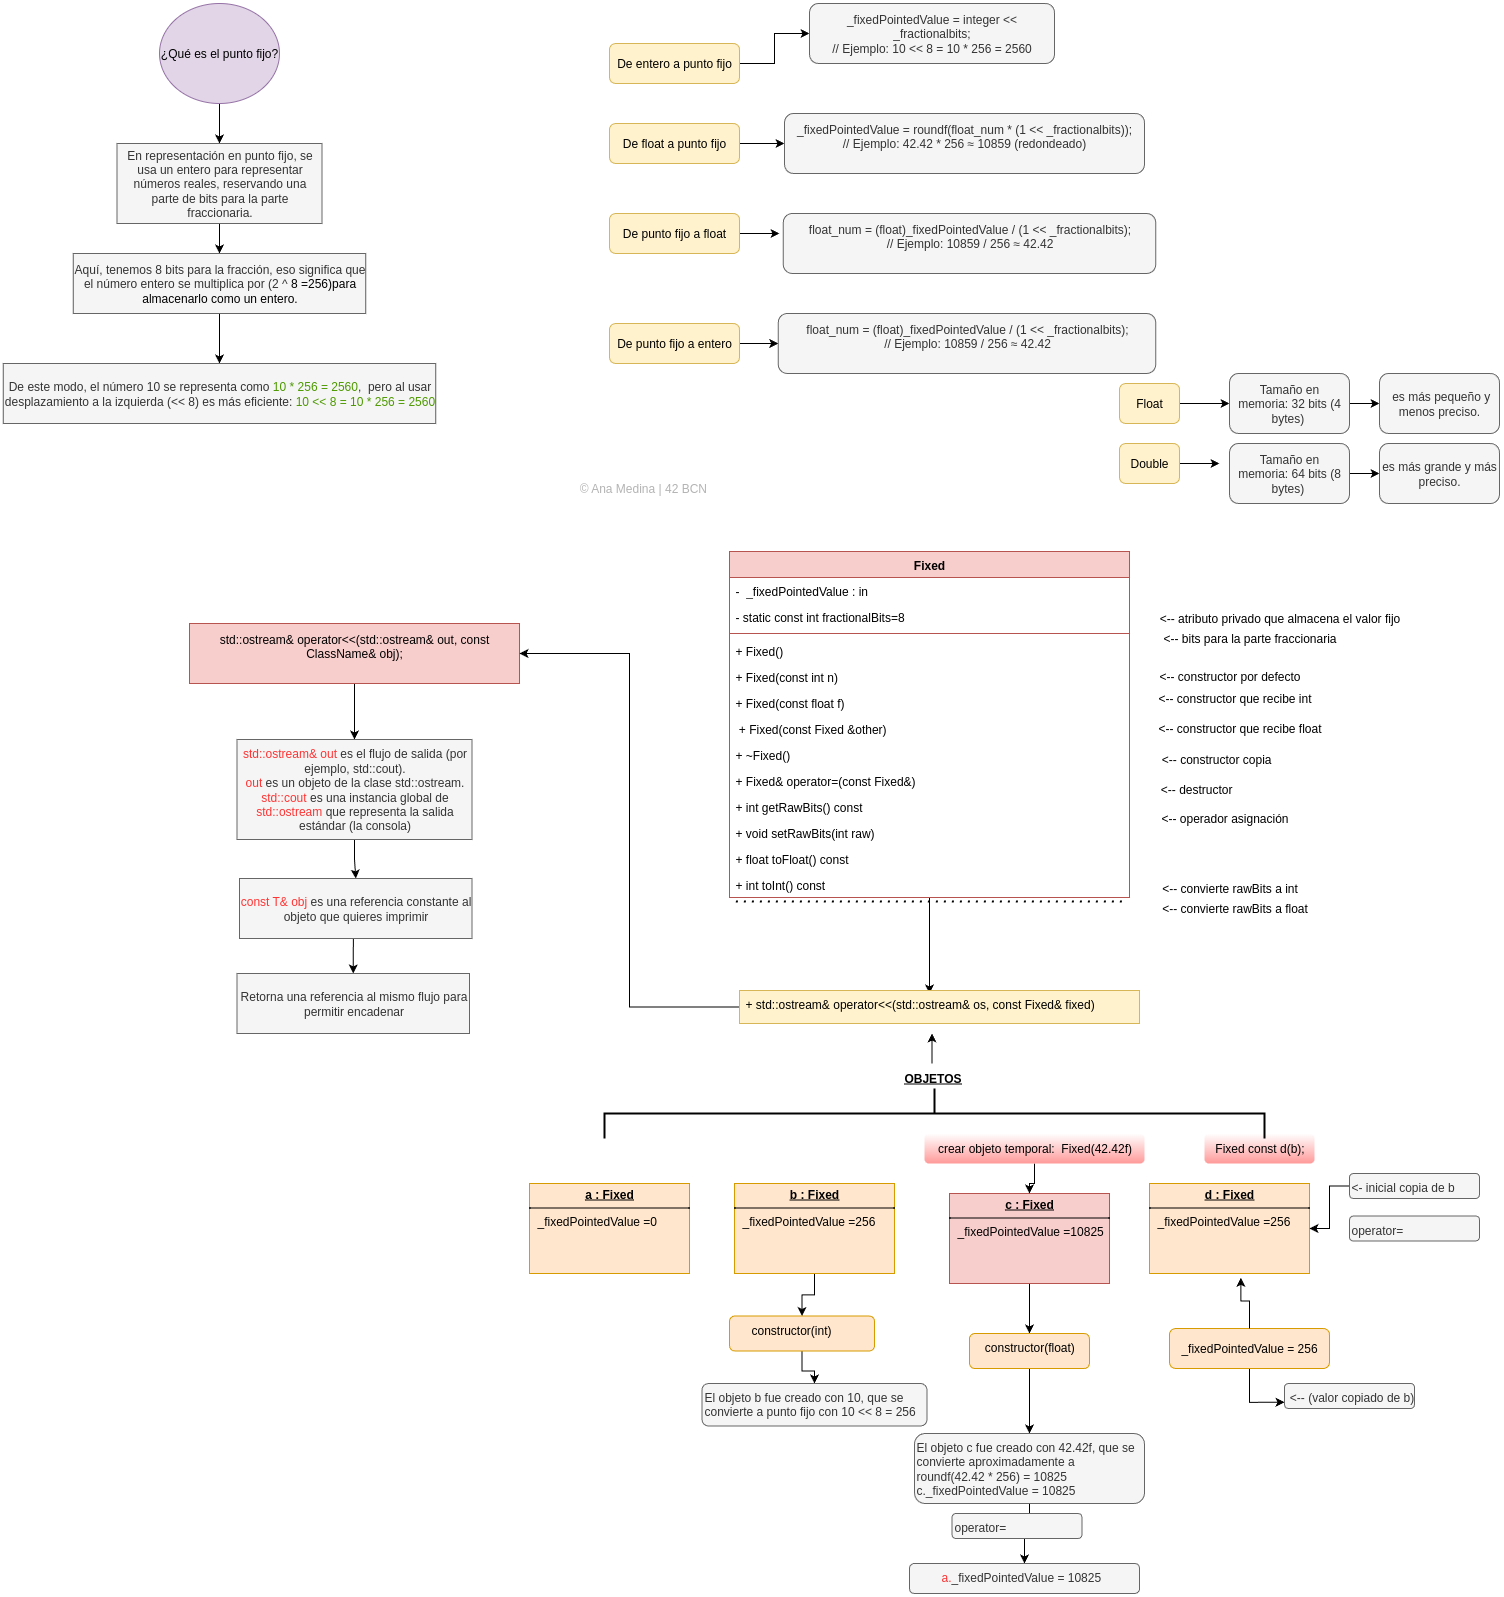 ¿Qué es el punto fijo?
En representación en punto fijo, se
usa un entero para representar
números reales, reservando una
parte de bits para la parte
fraccionaria.
Aquí, tenemos 8 bits para la fracción, eso significa que
el número entero se multiplica por (2 ^ 8 =256)para
almacenarlo como un entero.
De este modo, el número 10 se representa como 10 * 256 = 2560,  pero al usar
desplazamiento a la izquierda (<< 8) es más eficiente: 10 << 8 = 10 * 256 = 2560
De entero a punto fijo
_fixedPointedValue = integer <<
_fractionalbits;
// Ejemplo: 10 << 8 = 10 * 256 = 2560
De float a punto fijo
_fixedPointedValue = roundf(float_num * (1 << _fractionalbits));
// Ejemplo: 42.42 * 256 ≈ 10859 (redondeado)
De punto fijo a float
float_num = (float)_fixedPointedValue / (1 << _fractionalbits);
// Ejemplo: 10859 / 256 ≈ 42.42
De punto fijo a entero
float_num = (float)_fixedPointedValue / (1 << _fractionalbits);
// Ejemplo: 10859 / 256 ≈ 42.42
Float
Tamaño en
memoria: 32 bits (4
bytes)
es más pequeño y
menos preciso.
Double
Tamaño en
memoria: 64 bits (8
bytes)
es más grande y más
preciso.
© Ana Medina | 42 BCN
Fixed
-  _fixedPointedValue : in
- static const int fractionalBits=8
+ Fixed()
+ Fixed(const int n)
+ Fixed(const float f)
+ Fixed(const Fixed &other)
+ ~Fixed()
+ Fixed& operator=(const Fixed&)
+ int getRawBits() const
+ void setRawBits(int raw)
+ float toFloat() const
+ int toInt() const
<-- atributo privado que almacena el valor fijo
<-- bits para la parte fraccionaria
<-- constructor por defecto
<-- constructor que recibe int
<-- constructor que recibe float
<-- constructor copia
<-- destructor
<-- operador asignación
<-- convierte rawBits a int
<-- convierte rawBits a float
std::ostream& operator<<(std::ostream& out, const
ClassName& obj);
std::ostream& out es el flujo de salida (por
ejemplo, std::cout).
out es un objeto de la clase std::ostream.
std::cout es una instancia global de
std::ostream que representa la salida
estándar (la consola)
const T& obj es una referencia constante al
objeto que quieres imprimir
Retorna una referencia al mismo flujo para
permitir encadenar
+ std::ostream& operator<<(std::ostream& os, const Fixed& fixed)
OBJETOS
crear objeto temporal:  Fixed(42.42f)
Fixed const d(b);
a : Fixed
_fixedPointedValue =0
b : Fixed
_fixedPointedValue =256
c : Fixed
_fixedPointedValue =10825
d : Fixed
_fixedPointedValue =256
<- inicial copia de b
operator=
constructor(int)
El objeto b fue creado con 10, que se
convierte a punto fijo con 10 << 8 = 256
constructor(float)
El objeto c fue creado con 42.42f, que se
convierte aproximadamente a
roundf(42.42 * 256) = 10825
c._fixedPointedValue = 10825
operator=
a._fixedPointedValue = 10825
_fixedPointedValue = 256
<-- (valor copiado de b)